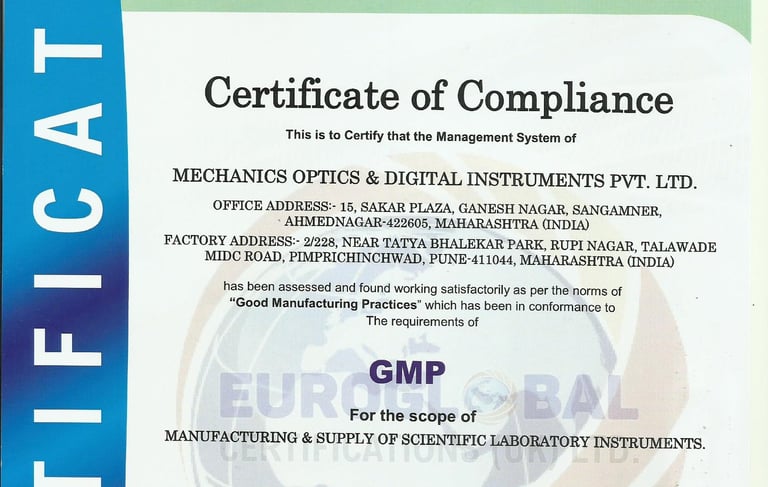 TIFICAT
Certificate of Compliance
This is to Certify that the Management System of
MECHANICS OPTICS & DIGITAL INSTRUMENTS PVT. LTD.
OFFICE ADDRESS:- 15, SAKAR PLAZA, GANESH NAGAR, SANGAMNER,
AHMEDNAGAR-422605, MAHARASHTRA (INDIA)
FACTORY ADDRESS:- 2/228, NEAR TATYA BHALEKAR PARK, RUPI NAGAR, TALAWADE
MIDC ROAD, PIMPRICHINCHWAD, PUNE-411044, MAHARASHTRA (INDIA)
has been assessed and found working satisfactorily as per the norms of
“Good Manufacturing Practices” which has been in conformance to
The requirements of
GMP
EUROGLOBAL
For the scope of
MANUFACTURING & SUPPLY OF SCIENTIFIC LABORATORY INSTRUMENTS.
CERTIFICATIONS (UK) LTD.